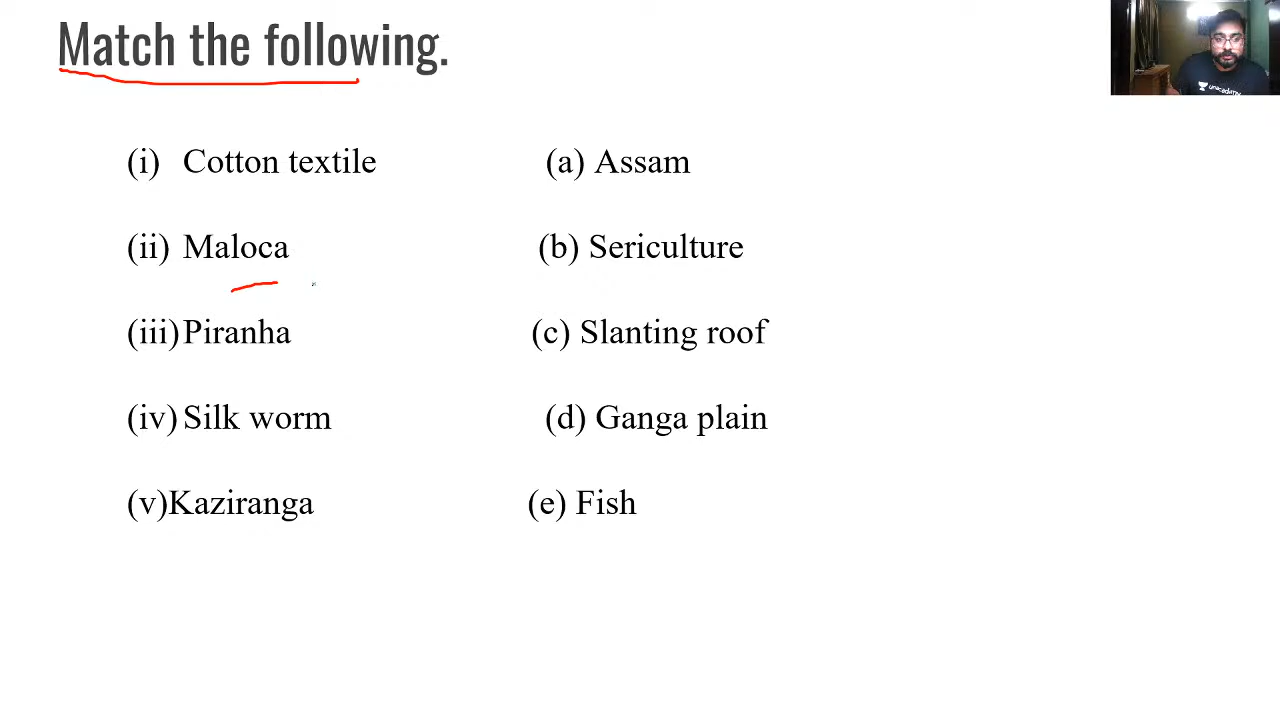 Match the following.
(i) Cotton textile (a) Assam
(ii) Maloca (b) Sericulture
(iii) Piranha (c) Slanting roof
(iv) Silk worm (d) Ganga plain
(v)Kaziranga (e) Fish
unacademy